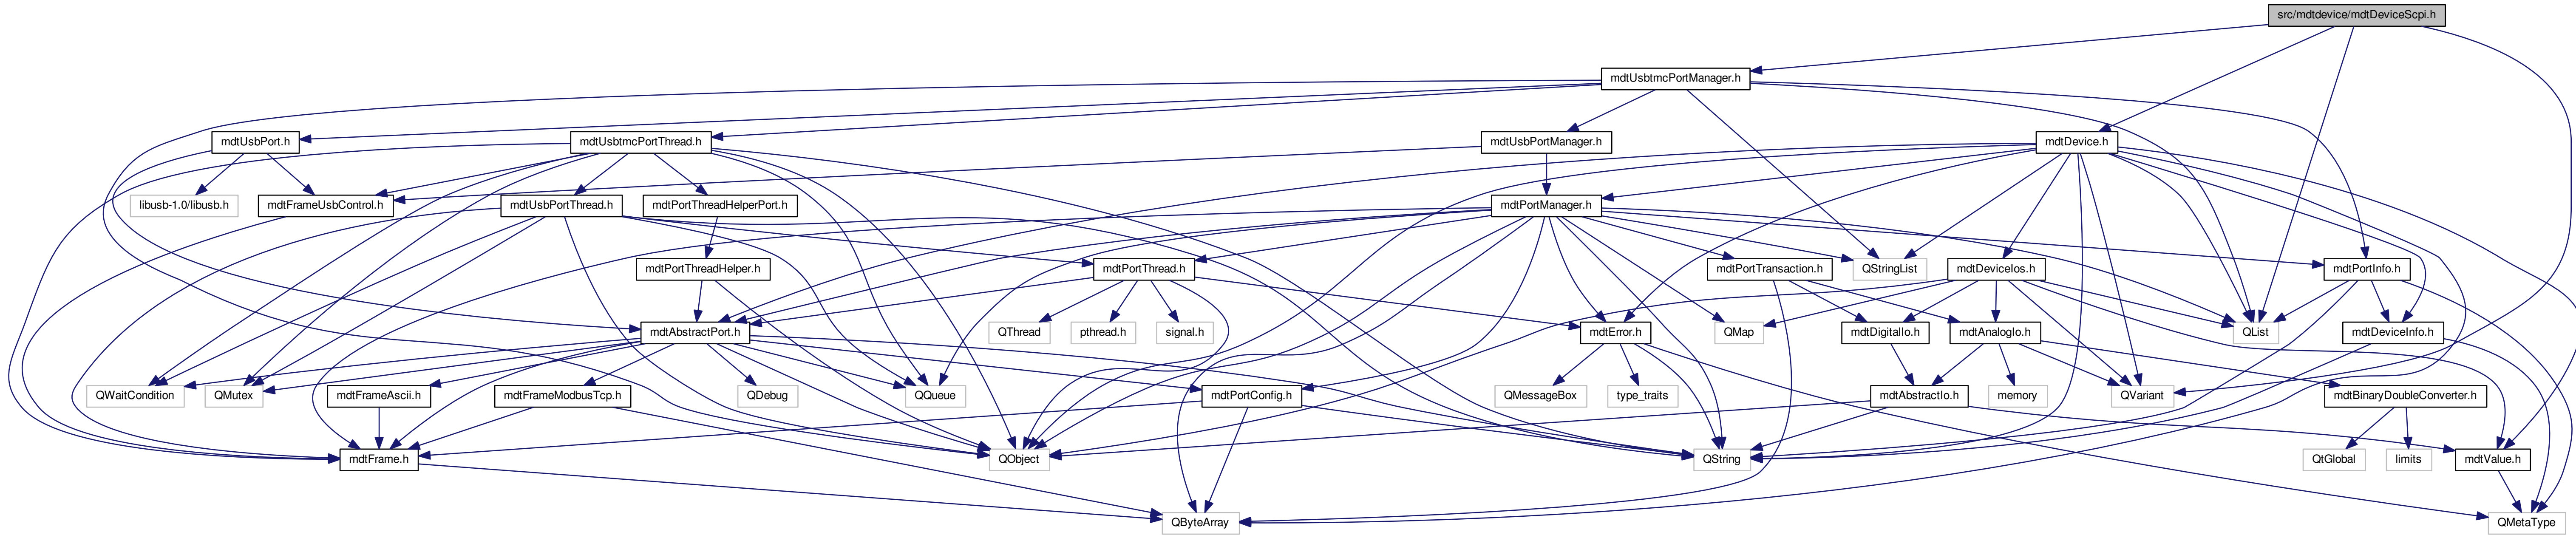 src/mdtdevice/mdtDeviceScpi.h
mdtUsbtmcPortManager.h
mdtUsbPort.h
mdtUsbtmcPortThread.h
mdtUsbPortManager.h
mdtDevice.h
libusb-1.0/libusb.h
mdtFrameUsbControl.h
mdtUsbPortThread.h
mdtPortThreadHelperPort.h
mdtPortManager.h
mdtPortThreadHelper.h
mdtPortThread.h
mdtPortTransaction.h
QStringList
mdtDeviceIos.h
mdtPortInfo.h
mdtAbstractPort.h
QThread
pthread.h
signal.h
mdtError.h
QMap
mdtDigitalIo.h
mdtAnalogIo.h
QList
mdtDeviceInfo.h
QWaitCondition
QMutex
mdtFrameAscii.h
mdtFrameModbusTcp.h
QDebug
QQueue
mdtPortConfig.h
QMessageBox
type_traits
mdtAbstractIo.h
memory
QVariant
mdtBinaryDoubleConverter.h
mdtFrame.h
QObject
QString
QtGlobal
limits
mdtValue.h
QByteArray
QMetaType